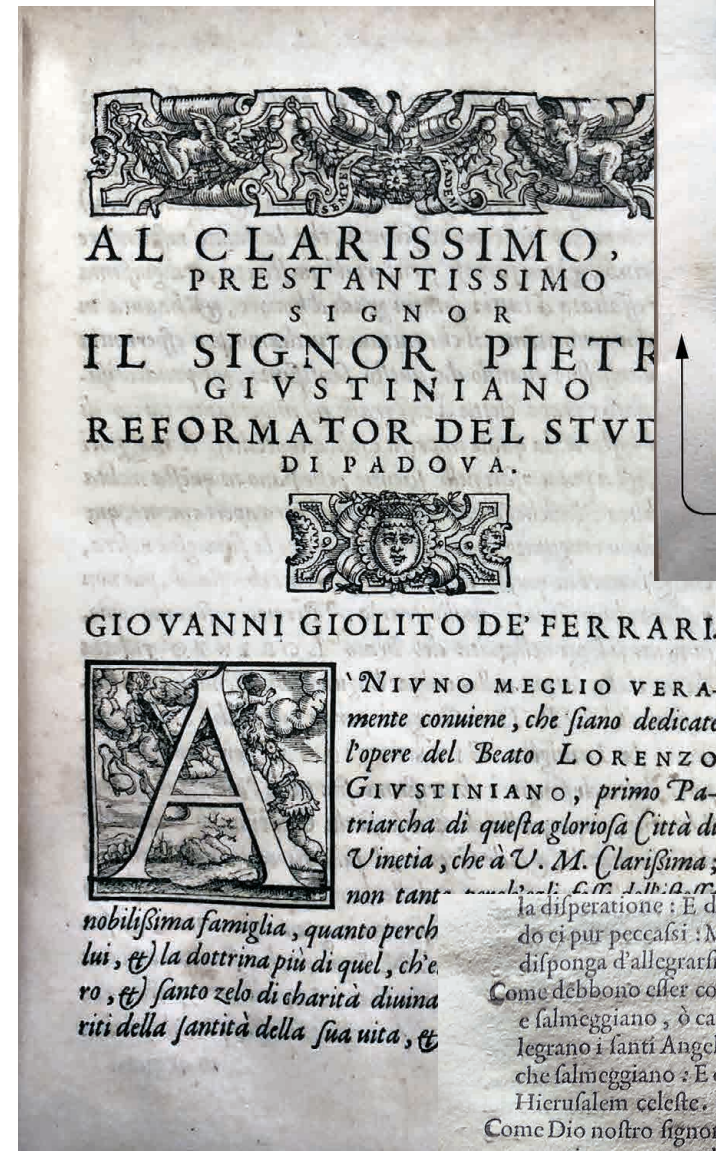 SEMPER EADEM
AL CLARISSIMO,
PRESTANTISSIMO
SIGNOR
IL SIGNOR PIETR
GIVSTINIANO
REFORMATOR DEL STVD
DI PADOVA.
GIOVANNI GIOLITO DE' FERRARI.
A 'NIVNO MEGLIO VERA-
mente conuiene, che ſiano dedicate
l'opere del Beato LORENZO
GIVSTINIANO, primo Pa-
triarcha di queſta glorioſa Città di
Vinetia, che à V. M. Clariſſima;
non tanto
nobiliſſima famiglia, quanto perch
lui, & la dottrina più di quel, ch'e
ro, & ſanto zelo di charità diuina
riti della ſantità della ſua uita, &
la diſperatione : E d
do ci pur peccaſſi : M
diſponga d'allegrarſi
Come debbono eſſer co
e ſalmeggiano, ò ca
legrano i ſanti Angel
che ſalmeggiano : E
Hieruſalem celeſte.
Come Dio noſtro ſignor